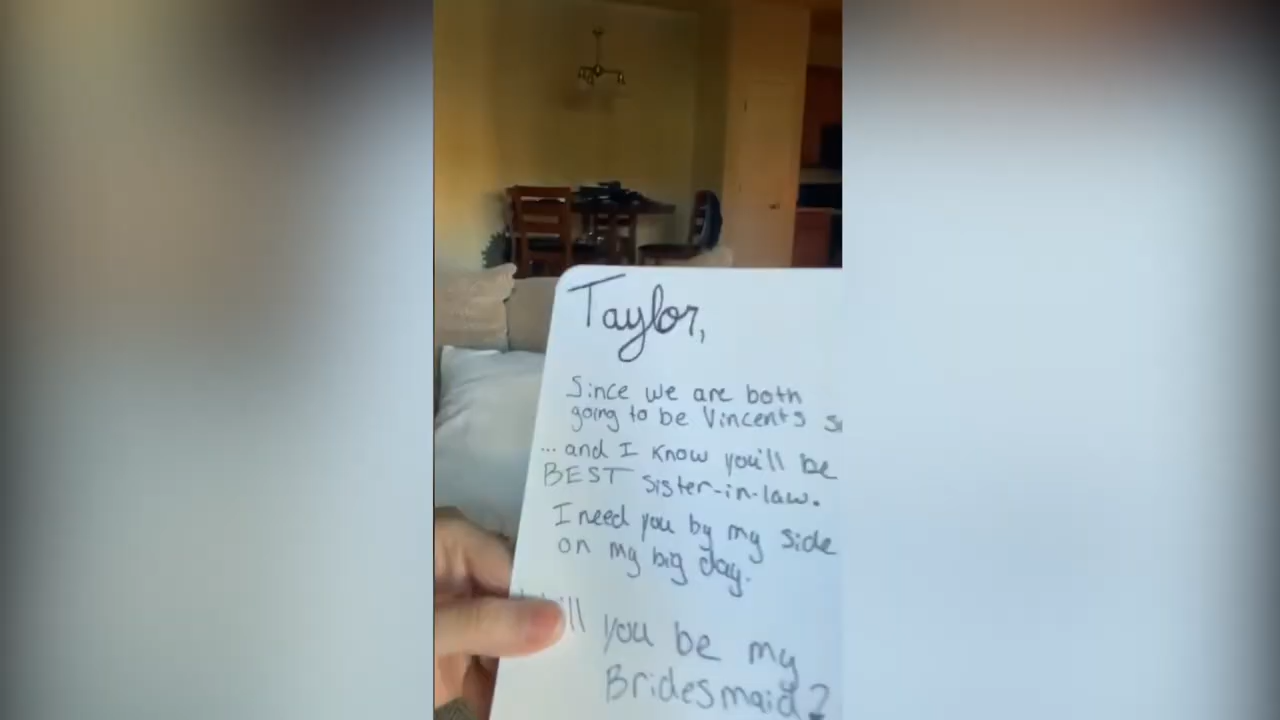 Taylor,
Since we are both
going to be Vincents
... and I know you'll be
BEST sister-in-law.
I need you by my side
on my big day.
you be my
Bridesmaid?